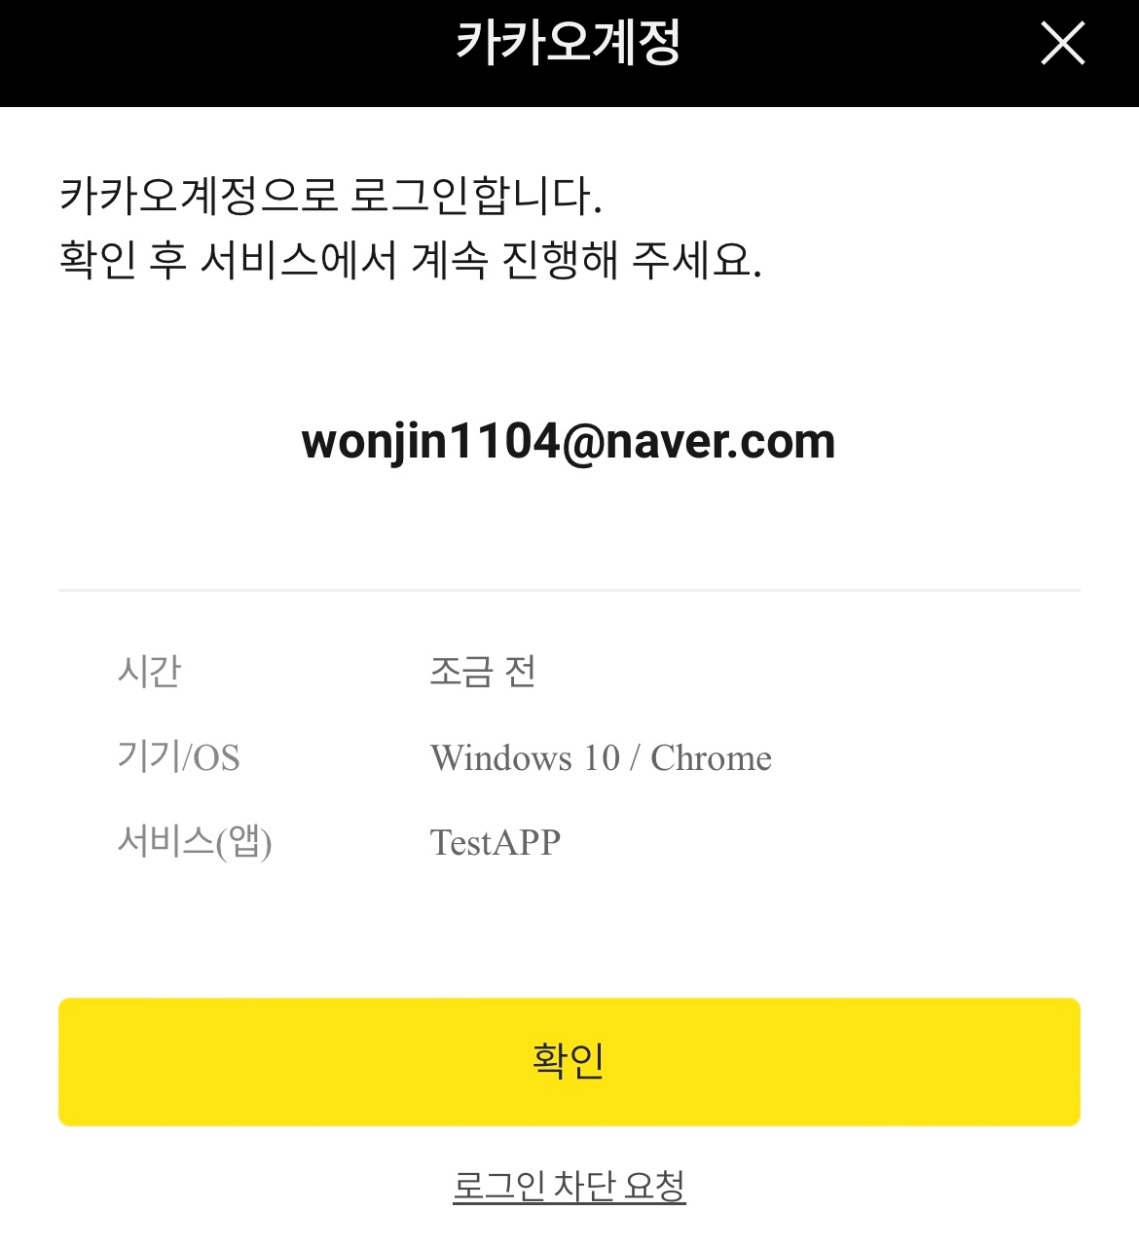 카카오계정
카카오계정으로 로그인합니다.
확인 후 서비스에서 계속 진행해 주세요.
wonjin1104@naver.com
시간 조금 전
기기/OS Windows 10 / Chrome
서비스(앱) TestAPP
확인
로그인 차단 요청